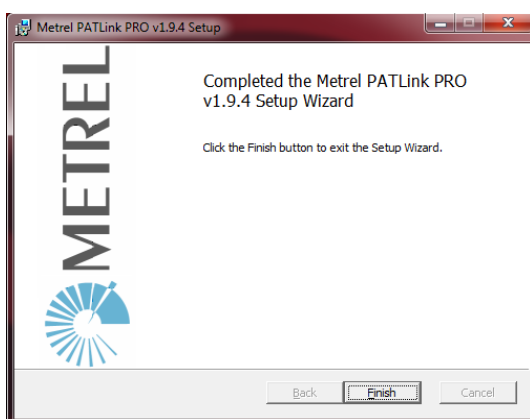 Metrel PATLink PRO v1.9.4 Setup
METREL
Completed the Metrel PATLink PRO
v1.9.4 Setup Wizard
Click the Finish button to exit the Setup Wizard.
Back
Finish
Cancel